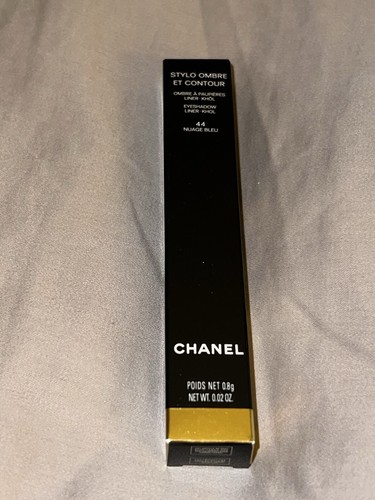 STYLO OMBRE
ET CONTOUR
OMBRE À PAUPIÈRES
LINER - KHÔL
EYESHADOW
LINER - KHOL
44
NUAGE BLEU
CHANEL
POIDS NET 0.8g
NET WT. 0.02 OZ.